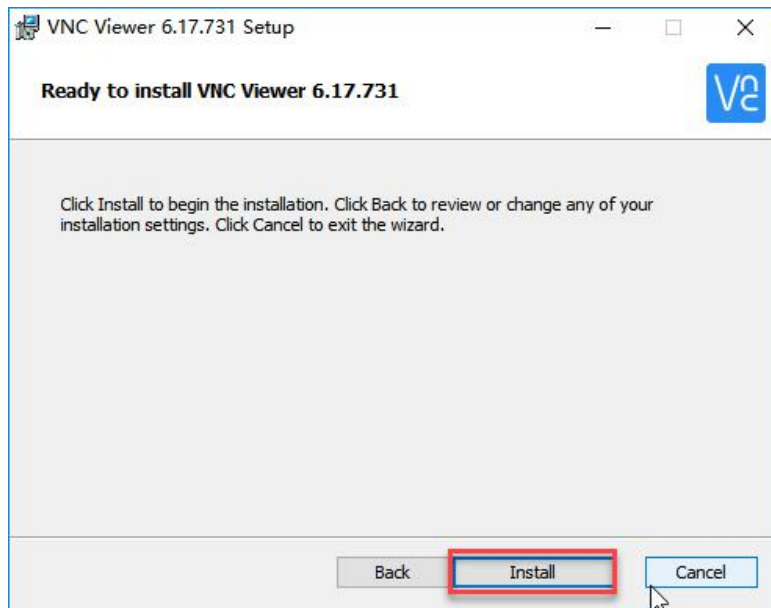 VNC Viewer 6.17.731 Setup
Ready to install VNC Viewer 6.17.731
Click Install to begin the installation. Click Back to review or change any of your
installation settings. Click Cancel to exit the wizard.
Back Install Cancel